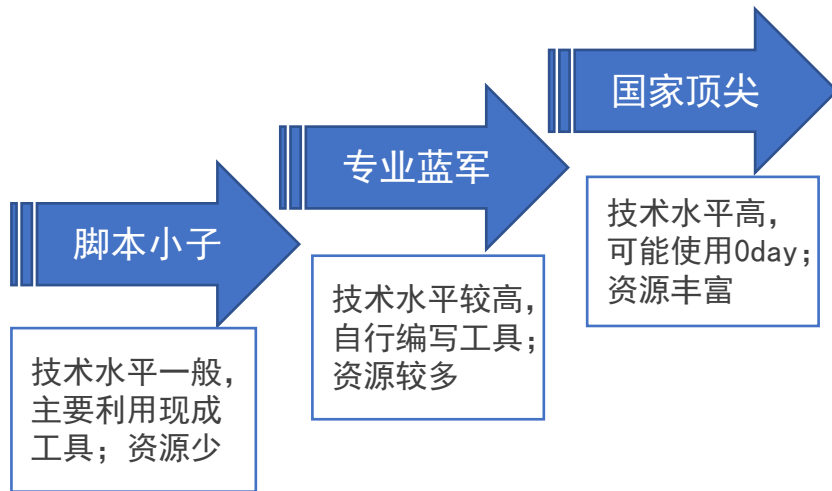 脚本小子
技术水平一般，
主要利用现成
工具；资源少
专业蓝军
技术水平较高，
自行编写工具；
资源较多
国家顶尖
技术水平高，
可能使用0day；
资源丰富